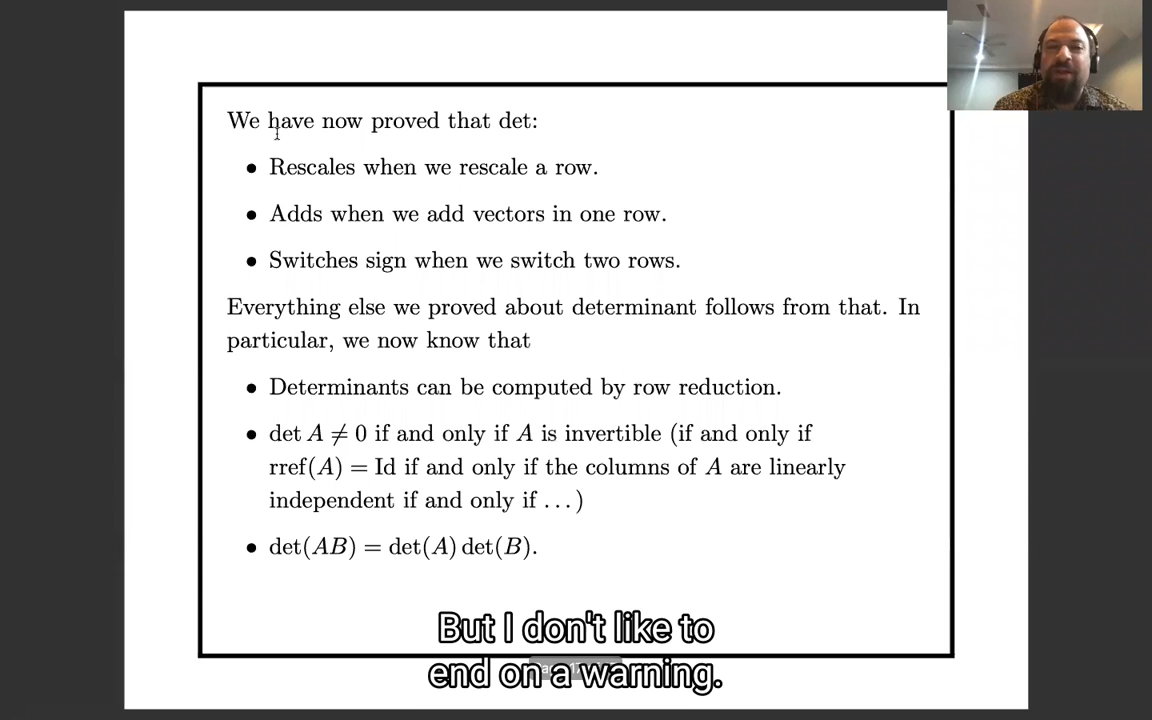 We have now proved that det:
• Rescales when we rescale a row.
• Adds when we add vectors in one row.
• Switches sign when we switch two rows.
Everything else we proved about determinant follows from that. In
particular, we now know that
• Determinants can be computed by row reduction.
• det A ≠ 0 if and only if A is invertible (if and only if
rref(A) = Id if and only if the columns of A are linearly
independent if and only if ...)
• det(AB) = det(A) det(B).
But I don't like to
end on a warning.